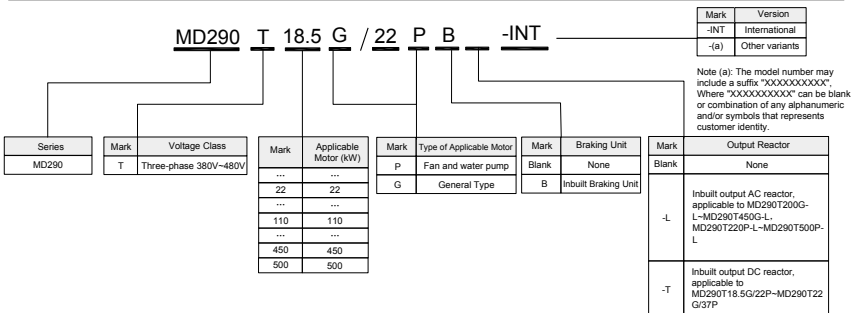 MD290 T 18.5 G / 22 P B -INT
Mark Version
-INT International
-(a) Other variants
Note (a): The model number may
include a suffix "XXXXXXXXXX",
Where "XXXXXXXXXX" can be blank
or combination of any alphanumeric
and/or symbols that represents
customer identity.
Series
MD290
Mark Voltage Class
T Three-phase 380V~480V
Mark Applicable
Motor (kW)
... ...
22 22
... ...
110 110
... ...
450 450
500 500
Mark Type of Applicable Motor
P Fan and water pump
G General Type
Mark Braking Unit
Blank None
B Inbuilt Braking Unit
Mark Output Reactor
Blank None
-L
Inbuilt output AC reactor,
applicable to MD290T200G-
L~MD290T450G-L,
MD290T220P-L~MD290T500P-
L
-T
Inbuilt output DC reactor,
applicable to
MD290T18.5G/22P~MD290T22
G/37P